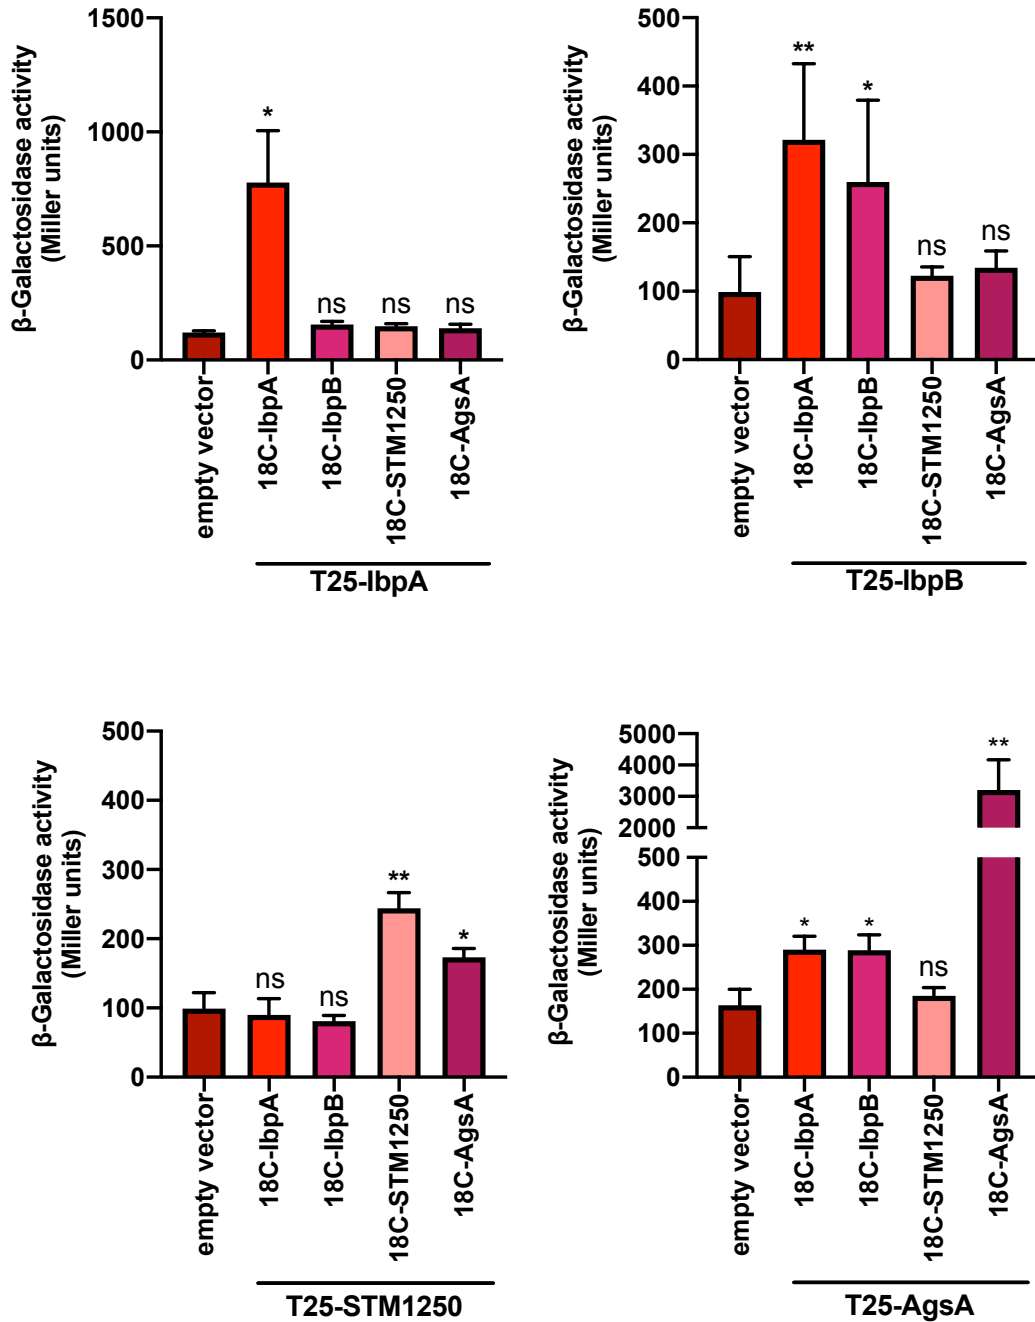 β-Galactosidase activity
(Miller units)
1500
1000
500
0
*
ns
ns
ns
empty vector
18C-IbpA
18C-IbpB
18C-STM1250
18C-AgsA
T25-IbpA
β-Galactosidase activity
(Miller units)
500
400
300
200
100
0
**
*
ns
ns
empty vector
18C-IbpA
18C-IbpB
18C-STM1250
18C-AgsA
T25-IbpB
β-Galactosidase activity
(Miller units)
500
400
300
200
100
0
ns
ns
**
*
empty vector
18C-IbpA
18C-IbpB
18C-STM1250
18C-AgsA
T25-STM1250
β-Galactosidase activity
(Miller units)
5000
4000
3000
2000
500
400
300
200
100
0
*
*
ns
**
empty vector
18C-IbpA
18C-IbpB
18C-STM1250
18C-AgsA
T25-AgsA